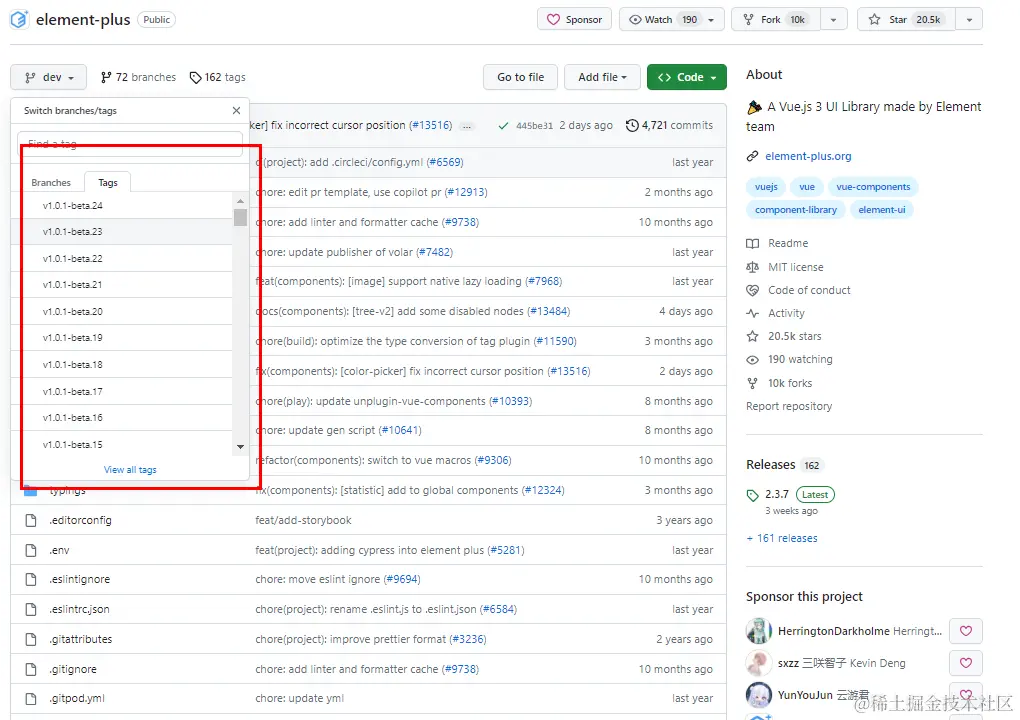 element-plus Public Sponsor Watch 190 Fork 10k Star 20.5k
dev 72 branches 162 tags Go to file Add file Code
Switch branches/tags
Find a tag
Branches Tags
v1.0.1-beta.24
v1.0.1-beta.23
v1.0.1-beta.22
v1.0.1-beta.21
v1.0.1-beta.20
v1.0.1-beta.19
v1.0.1-beta.18
v1.0.1-beta.17
v1.0.1-beta.16
v1.0.1-beta.15
View all tags
ker] fix incorrect cursor position (#13516) ... 445be31 2 days ago 4,721 commits
(project): add .circleci/config.yml (#6569) last year
chore: edit pr template, use copilot pr (#12913) 2 months ago
chore: add linter and formatter cache (#9738) 10 months ago
chore: update publisher of volar (#7482) last year
feat(components): [image] support native lazy loading (#7968) last year
docs(components): [tree-v2] add some disabled nodes (#13484) 4 days ago
chore(build): optimize the type conversion of tag plugin (#11590) 3 months ago
fix(components): [color-picker] fix incorrect cursor position (#13516) 2 days ago
chore(play): update unplugin-vue-components (#10393) 8 months ago
chore: update gen script (#10641) 8 months ago
refactor(components): switch to vue macros (#9306) 10 months ago
typings fix(components): [statistic] add to global components (#12324) 3 months ago
.editorconfig feat/add-storybook 3 years ago
.env feat(project): adding cypress into element plus (#5281) last year
.eslintignore chore: move eslint ignore (#9694) 10 months ago
.eslintrc.json chore(project): rename .eslint.js to .eslint.json (#6584) last year
.gitattributes chore(project): improve prettier format (#3236) 2 years ago
.gitignore chore: add linter and formatter cache (#9738) 10 months ago
.gitpod.yml chore: update yml last year
About
A Vue.js 3 UI Library made by Element
team
element-plus.org
vuejs vue vue-components
component-library element-ui
Readme
MIT license
Code of conduct
Activity
20.5k stars
190 watching
10k forks
Report repository
Releases 162
2.3.7 Latest
3 weeks ago
+ 161 releases
Sponsor this project
HerringtonDarkholme Herringt...
sxzz 三咲智子 Kevin Deng
YunYouJun 云游君
@稀土掘金技术社区